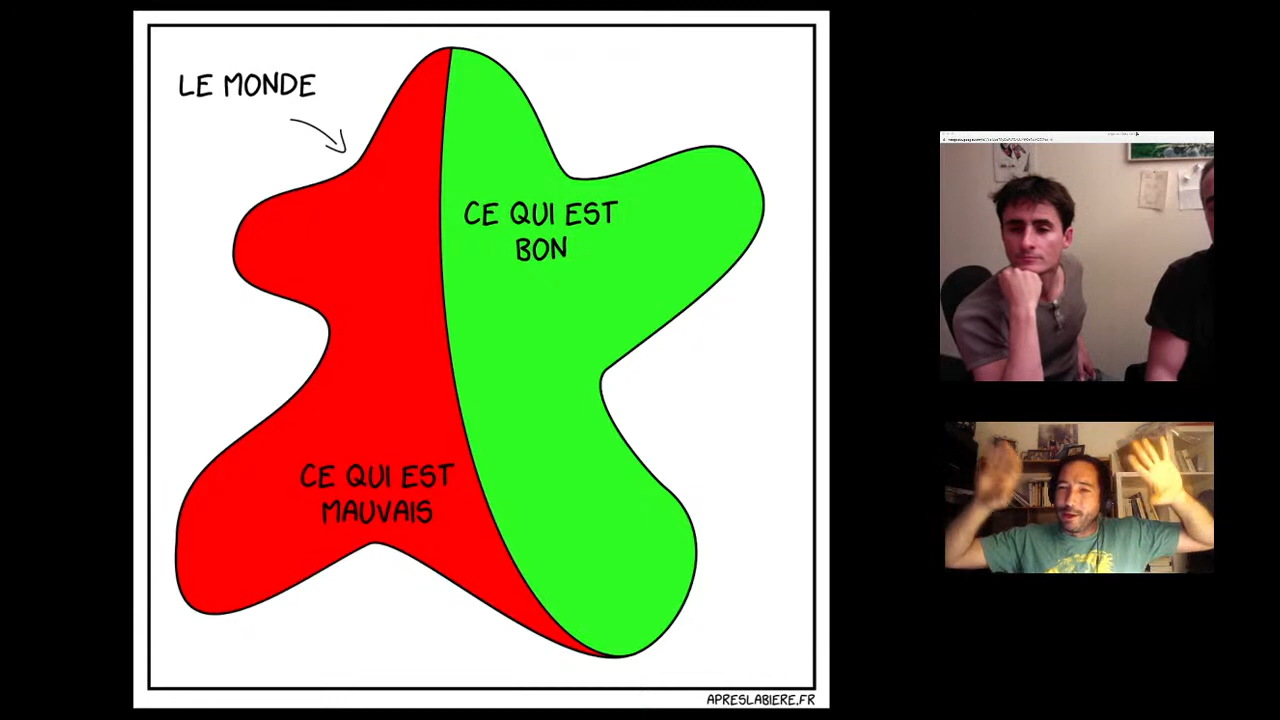 LE MONDE
CE QUI EST
BON
CE QUI EST
MAUVAIS
APRESLABIERE.FR